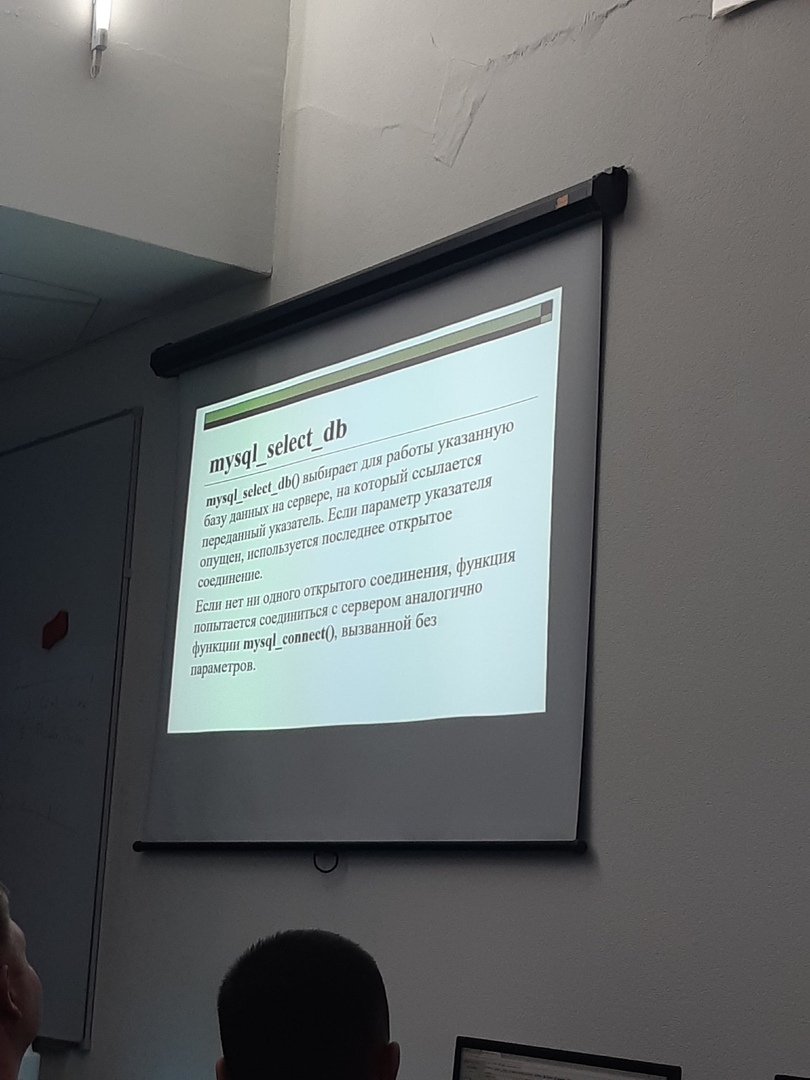 mysql_select_db
mysql_select_db() выбирает для работы указанную
базу данных на сервере, на который ссылается
переданный указатель. Если параметр указателя
опущен, используется последнее открытое
соединение.
Если нет ни одного открытого соединения, функция
попытается соединиться с сервером аналогично
функции mysql_connect(), вызванной без
параметров.